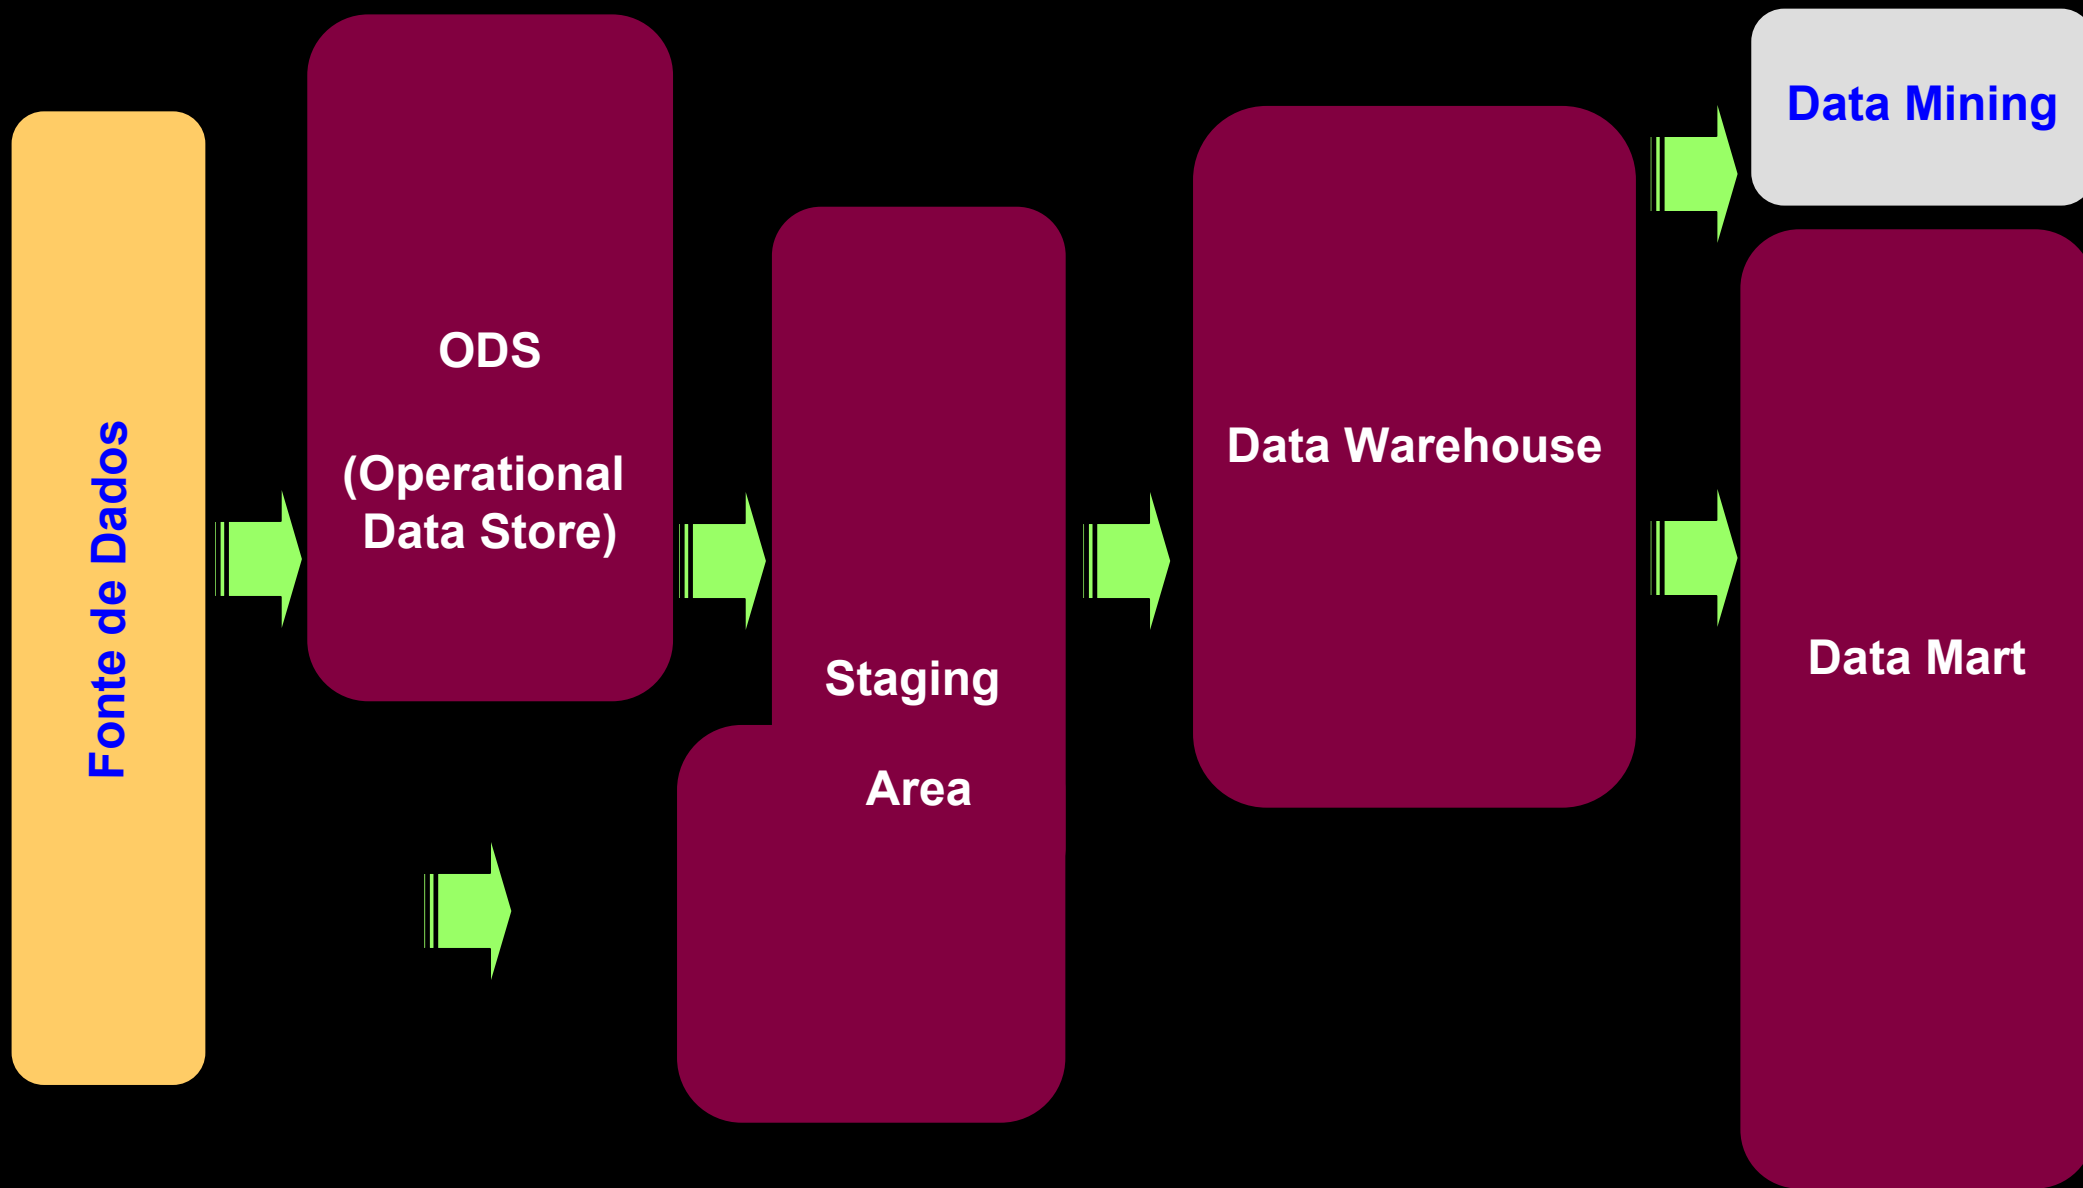 Fonte de Dados
ODS
(Operational
Data Store)
Staging
Area
Data Warehouse
Data Mining
Data Mart